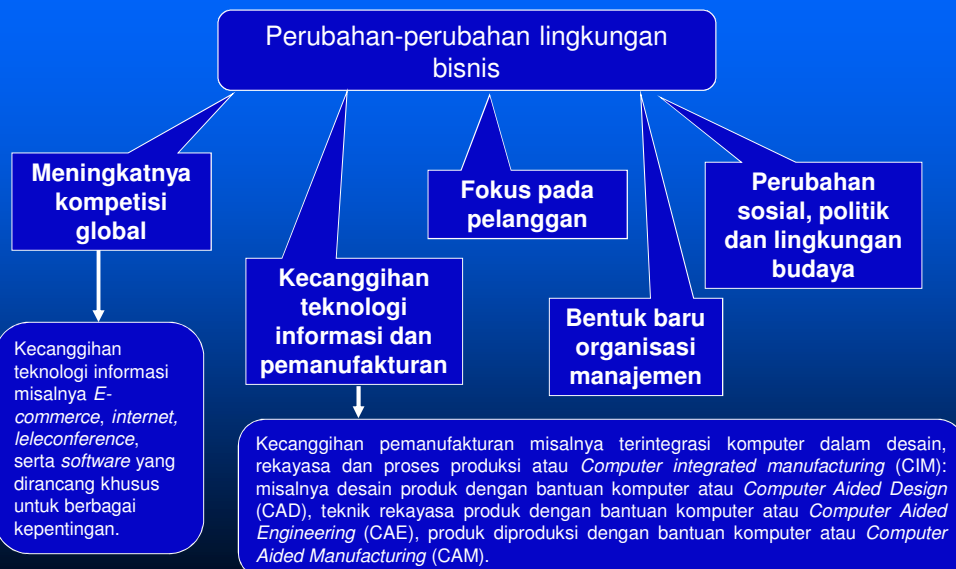 Perubahan-perubahan lingkungan
bisnis
Meningkatnya
kompetisi
global
Kecanggihan
teknologi
informasi dan
pemanufakturan
Fokus pada
pelanggan
Bentuk baru
organisasi
manajemen
Perubahan
sosial, politik
dan lingkungan
budaya
Kecanggihan
teknologi informasi
misalnya E-
commerce, internet,
leleconference,
serta software yang
dirancang khusus
untuk berbagai
kepentingan.
Kecanggihan pemanufakturan misalnya terintegrasi komputer dalam desain,
rekayasa dan proses produksi atau Computer integrated manufacturing (CIM):
misalnya desain produk dengan bantuan komputer atau Computer Aided Design
(CAD), teknik rekayasa produk dengan bantuan komputer atau Computer Aided
Engineering (CAE), produk diproduksi dengan bantuan komputer atau Computer
Aided Manufacturing (CAM).